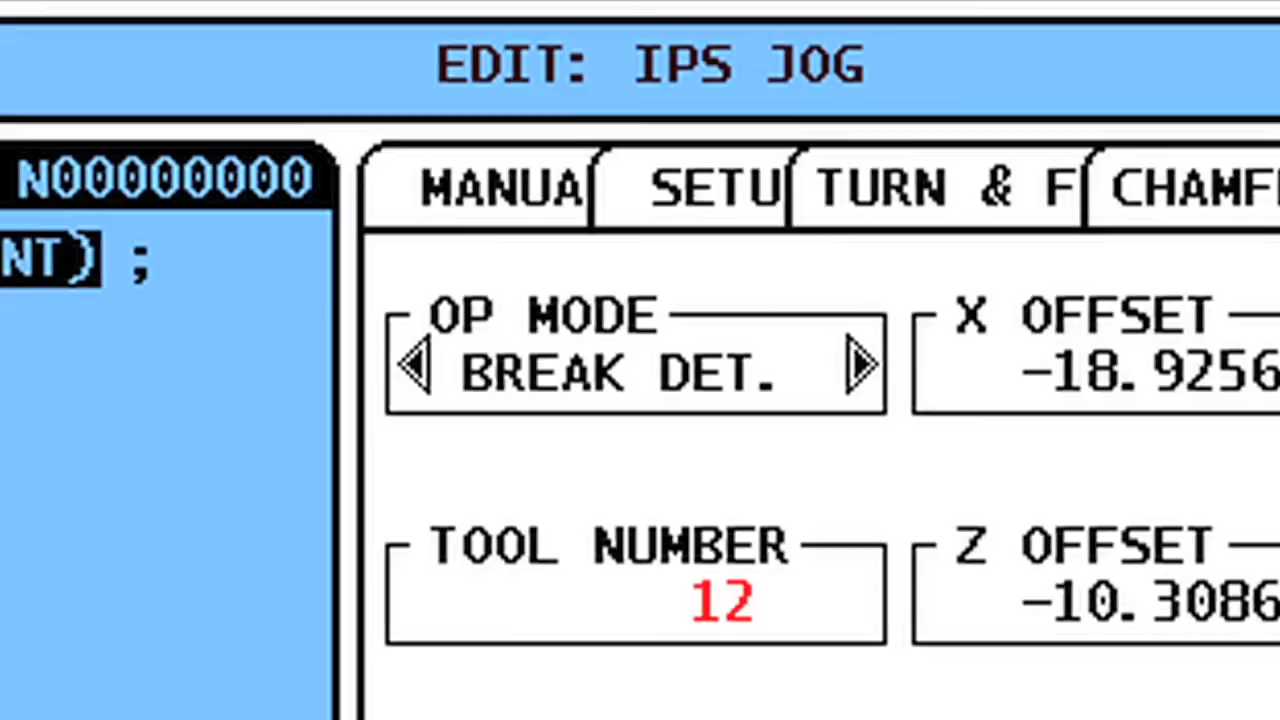 EDIT: IPS JOG
N00000000
MANUA SETU TURN & F CHAMF
NT) ;
OP MODE
BREAK DET.
X OFFSET
-18.9256
TOOL NUMBER
12
Z OFFSET
-10.3086